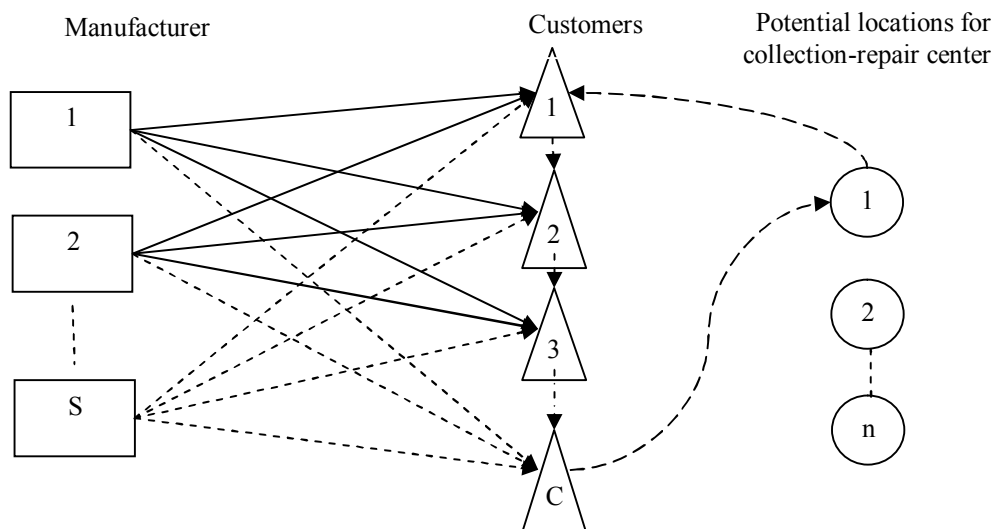 Manufacturer
Customers
Potential locations for
collection-repair center
1
2
S
1
2
3
C
1
2
n